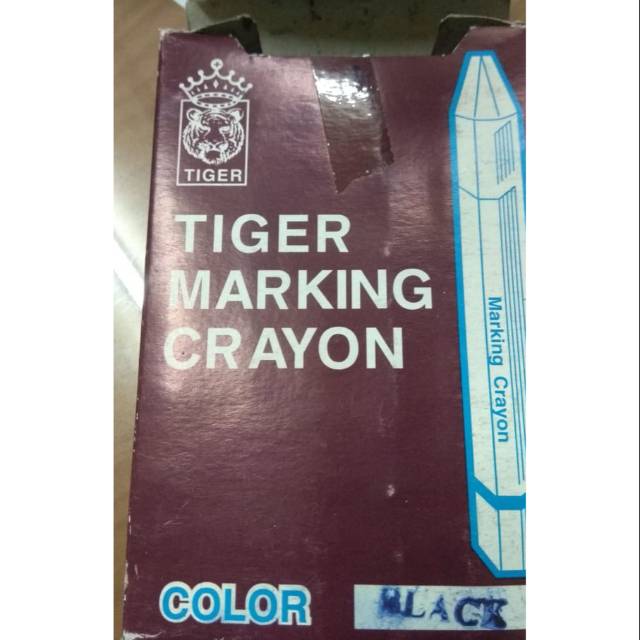 TIGER
TIGER
MARKING
CRAYON
Marking Crayon
COLOR BLACK